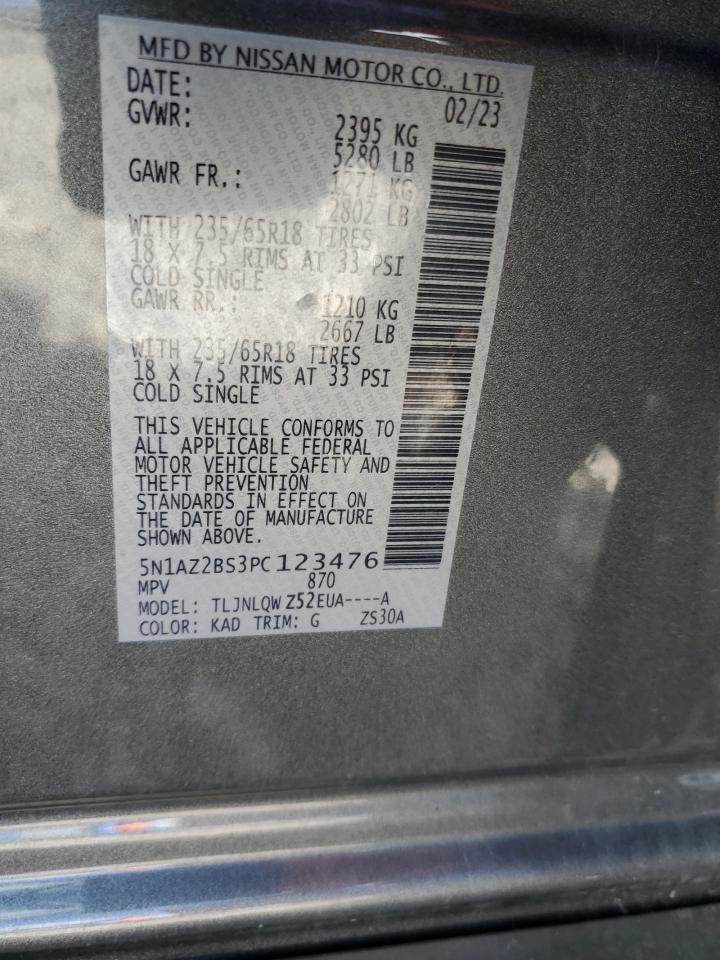 MFD BY NISSAN MOTOR CO., LTD.
DATE: 02/23
GVWR: 2395 KG
5280 LB
GAWR FR.: 1271 KG
2802 LB
WITH 235/65R18 TIRES
18 X 7.5 RIMS AT 33 PSI
COLD SINGLE
GAWR RR.: 1210 KG
2667 LB
WITH 235/65R18 TIRES
18 X 7.5 RIMS AT 33 PSI
COLD SINGLE
THIS VEHICLE CONFORMS TO
ALL APPLICABLE FEDERAL
MOTOR VEHICLE SAFETY AND
THEFT PREVENTION
STANDARDS IN EFFECT ON
THE DATE OF MANUFACTURE
SHOWN ABOVE.
5N1AZ2BS3PC123476
MPV 870
MODEL: TLJNLQW Z52EUA----A
COLOR: KAD TRIM: G ZS30A